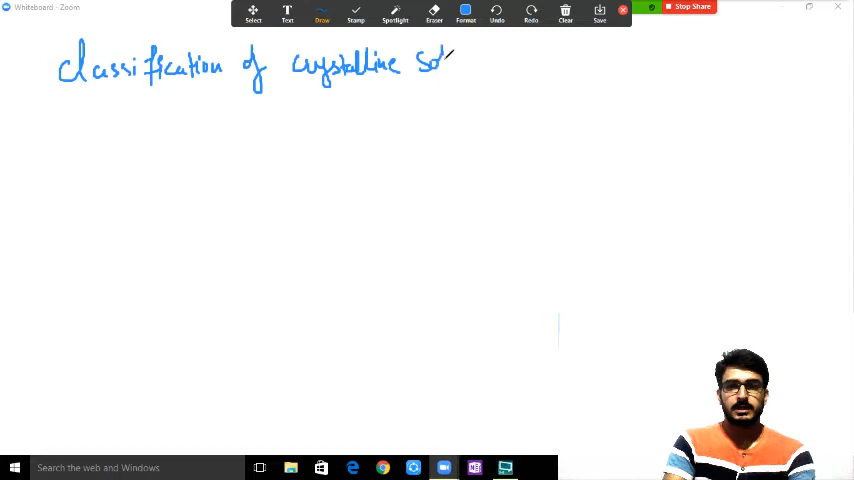 Whiteboard - Zoom
Select
Text
Draw
Stamp
Spotlight
Eraser
Format
Undo
Redo
Clear
Save
Stop Share
classification of crystalline
Search the web and Windows